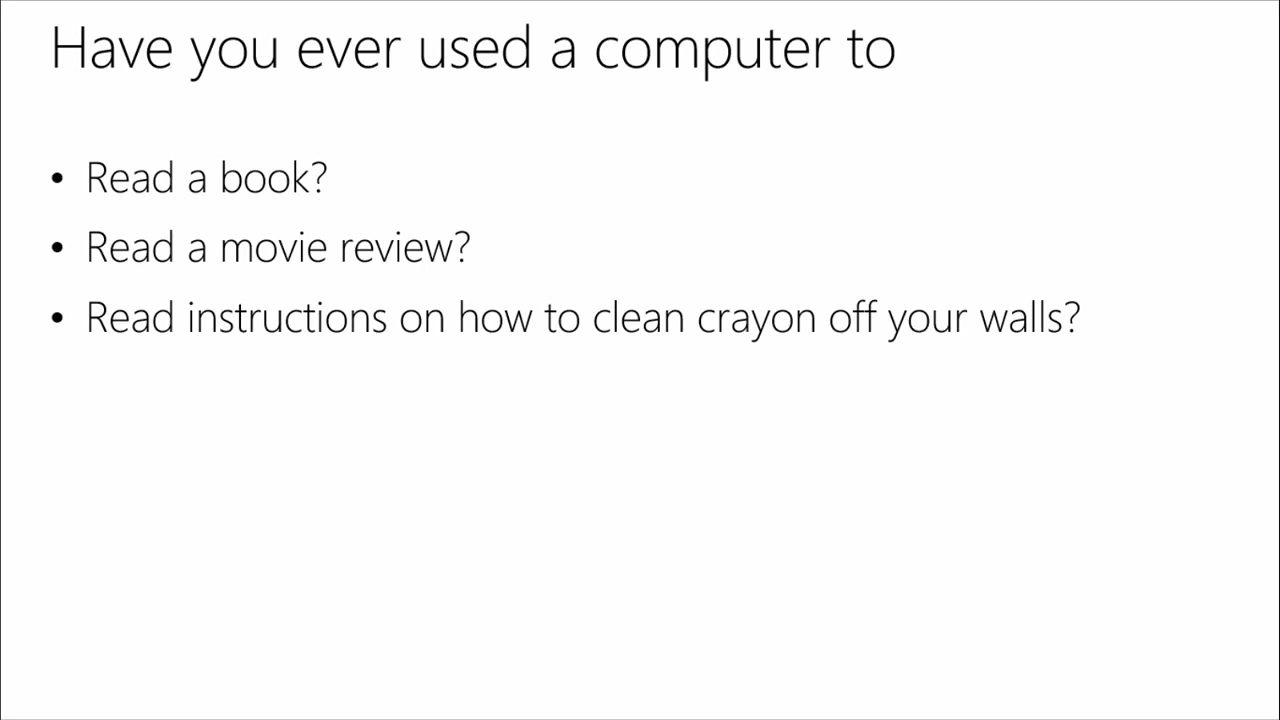 Have you ever used a computer to
• Read a book?
• Read a movie review?
• Read instructions on how to clean crayon off your walls?